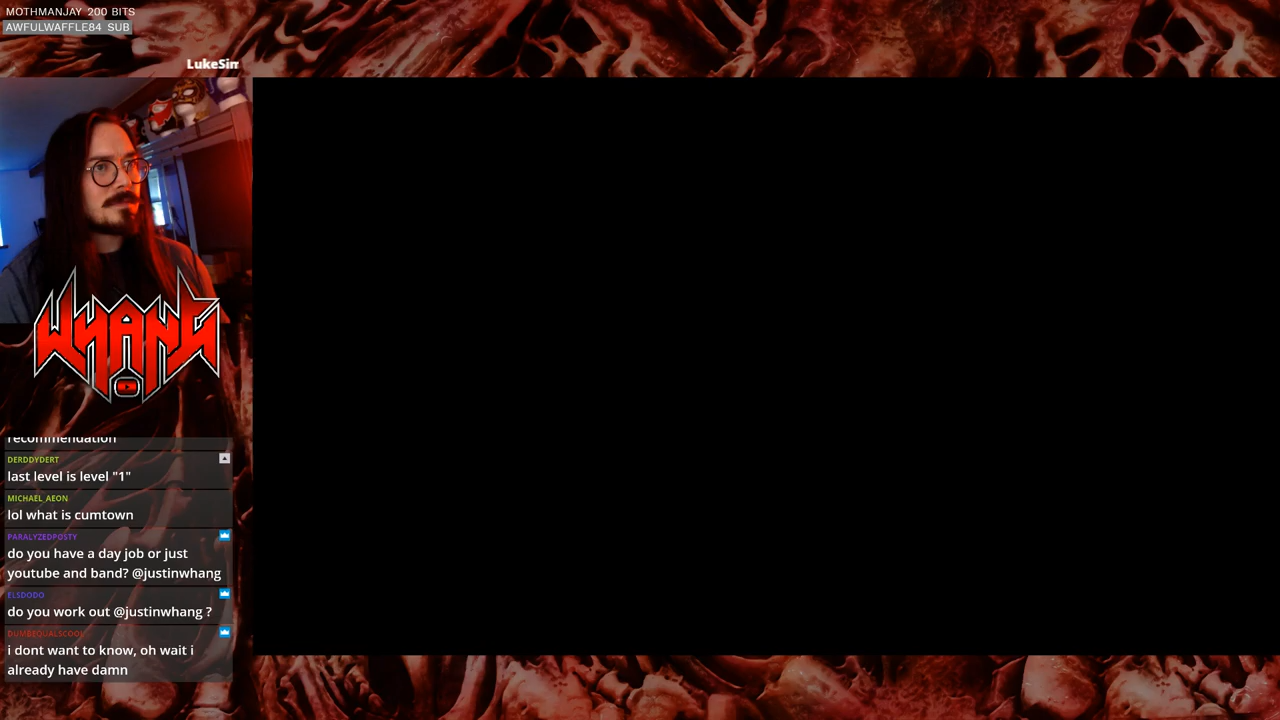 MOTHMANJAY 200 BITS
AWFULWAFFLE84 SUB
LukeSirr
WHANG
recommendation
DERDDYDERT
last level is level "1"
MICHAEL_AEON
lol what is cumtown
PARALYZEDPOSTY
do you have a day job or just
youtube and band? @justinwhang
ELSDODO
do you work out @justinwhang ?
DUMBEQUALSCOOL
i dont want to know, oh wait i
already have damn